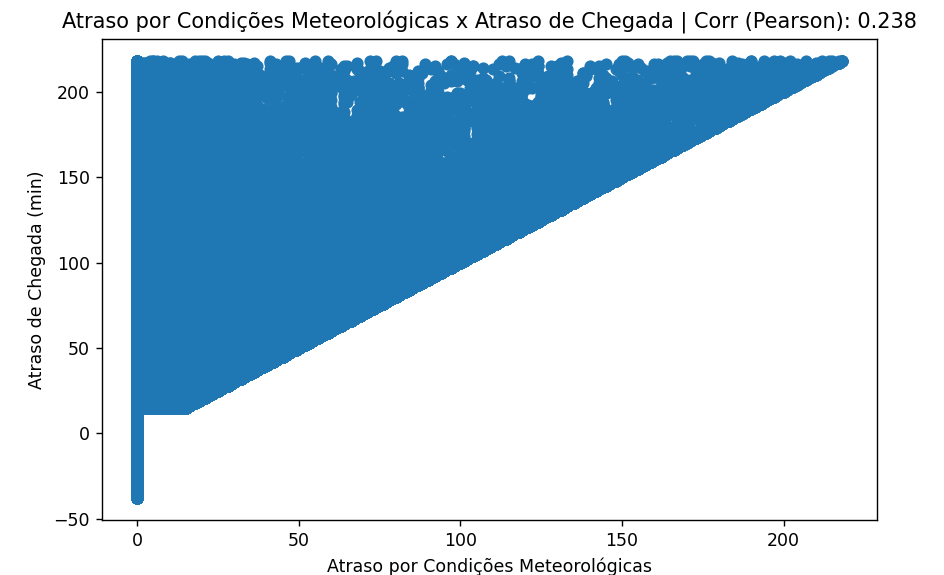 Atraso por Condições Meteorológicas x Atraso de Chegada | Corr (Pearson): 0.238
Atraso de Chegada (min)
200
150
100
50
0
−50
0 50 100 150 200
Atraso por Condições Meteorológicas